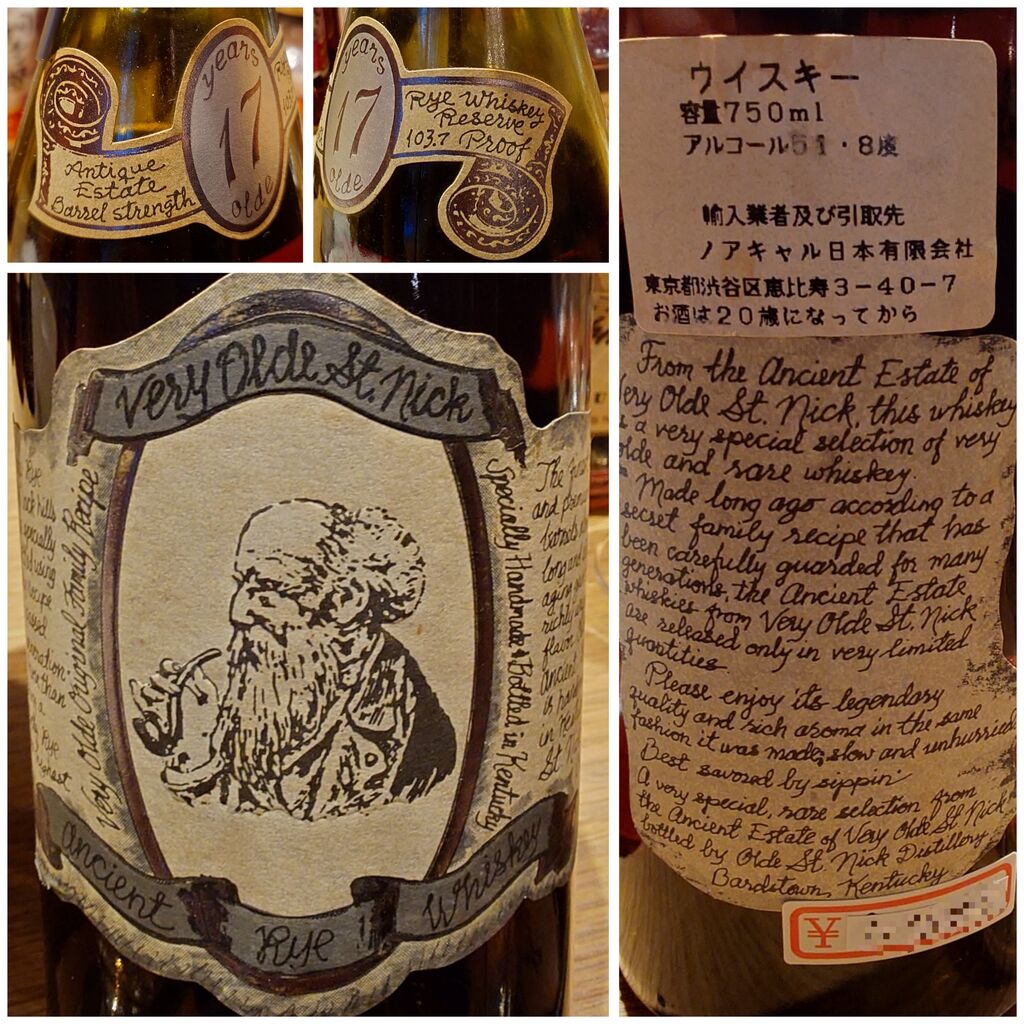 Antique
Estate
Barrel strength
years
17
olde
years
17
olde
Rye Whiskey
Reserve
103.7 Proof
Very Olde St. Nick
Very Olde Original Family Recipe
Specially Handmade & Bottled in Kentucky
Ancient
Rye
Whiskey
ウイスキー
容量750ml
アルコール51・8度
輸入業者及び引取先
ノアキャル日本有限会社
東京都渋谷区恵比寿3-40-7
お酒は20歳になってから
From the Ancient Estate of
Very Olde St. Nick, this whiskey
is a very special selection of very
olde and rare whiskey.
Made long ago according to a
secret family recipe that has
been carefully guarded for many
generations, the Ancient Estate
whiskies from Very Olde St. Nick
are released only in very limited
quantities.
Please enjoy its legendary
quality and rich aroma in the same
fashion it was made; slow and unhurried.
Best savored by sippin'.
A very special, rare selection from
the Ancient Estate of Very Olde St. Nick
bottled by Olde St. Nick Distillery
Bardstown, Kentucky
¥